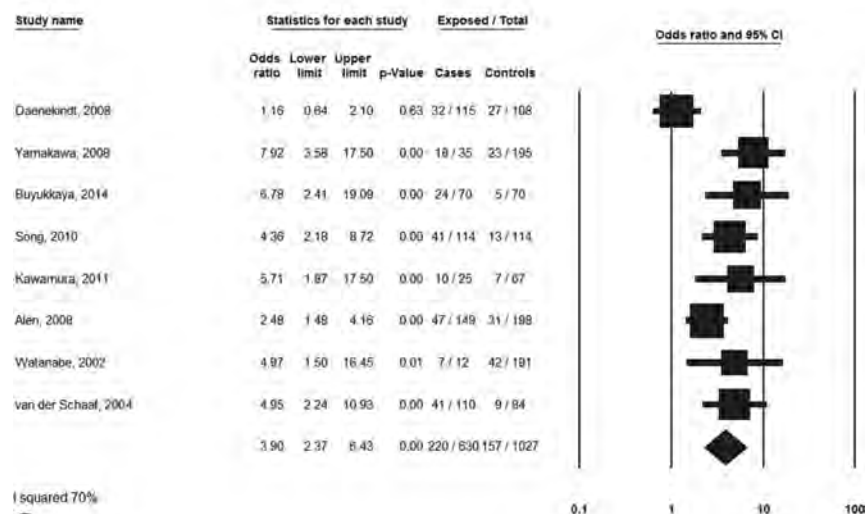 Study name Statistics for each study Exposed / Total Odds ratio and 95% CI
Odds ratio Lower limit Upper limit p-Value Cases Controls
Daenekindt, 2008 1.16 0.64 2.10 0.63 32 / 115 27 / 108
Yamakawa, 2008 7.92 3.58 17.50 0.00 18 / 35 23 / 195
Buyukkaya, 2014 6.78 2.41 19.09 0.00 24 / 70 5 / 70
Song, 2010 4.36 2.18 8.72 0.00 41 / 114 13 / 114
Kawamura, 2011 5.71 1.87 17.50 0.00 10 / 25 7 / 67
Alen, 2008 2.48 1.48 4.16 0.00 47 / 149 31 / 198
Watanabe, 2002 4.97 1.50 16.45 0.01 7 / 12 42 / 191
van der Schaaf, 2004 4.95 2.24 10.93 0.00 41 / 110 9 / 84
3.90 2.37 6.43 0.00 220 / 630 157 / 1027
I squared 70%
0.1 1 10 100